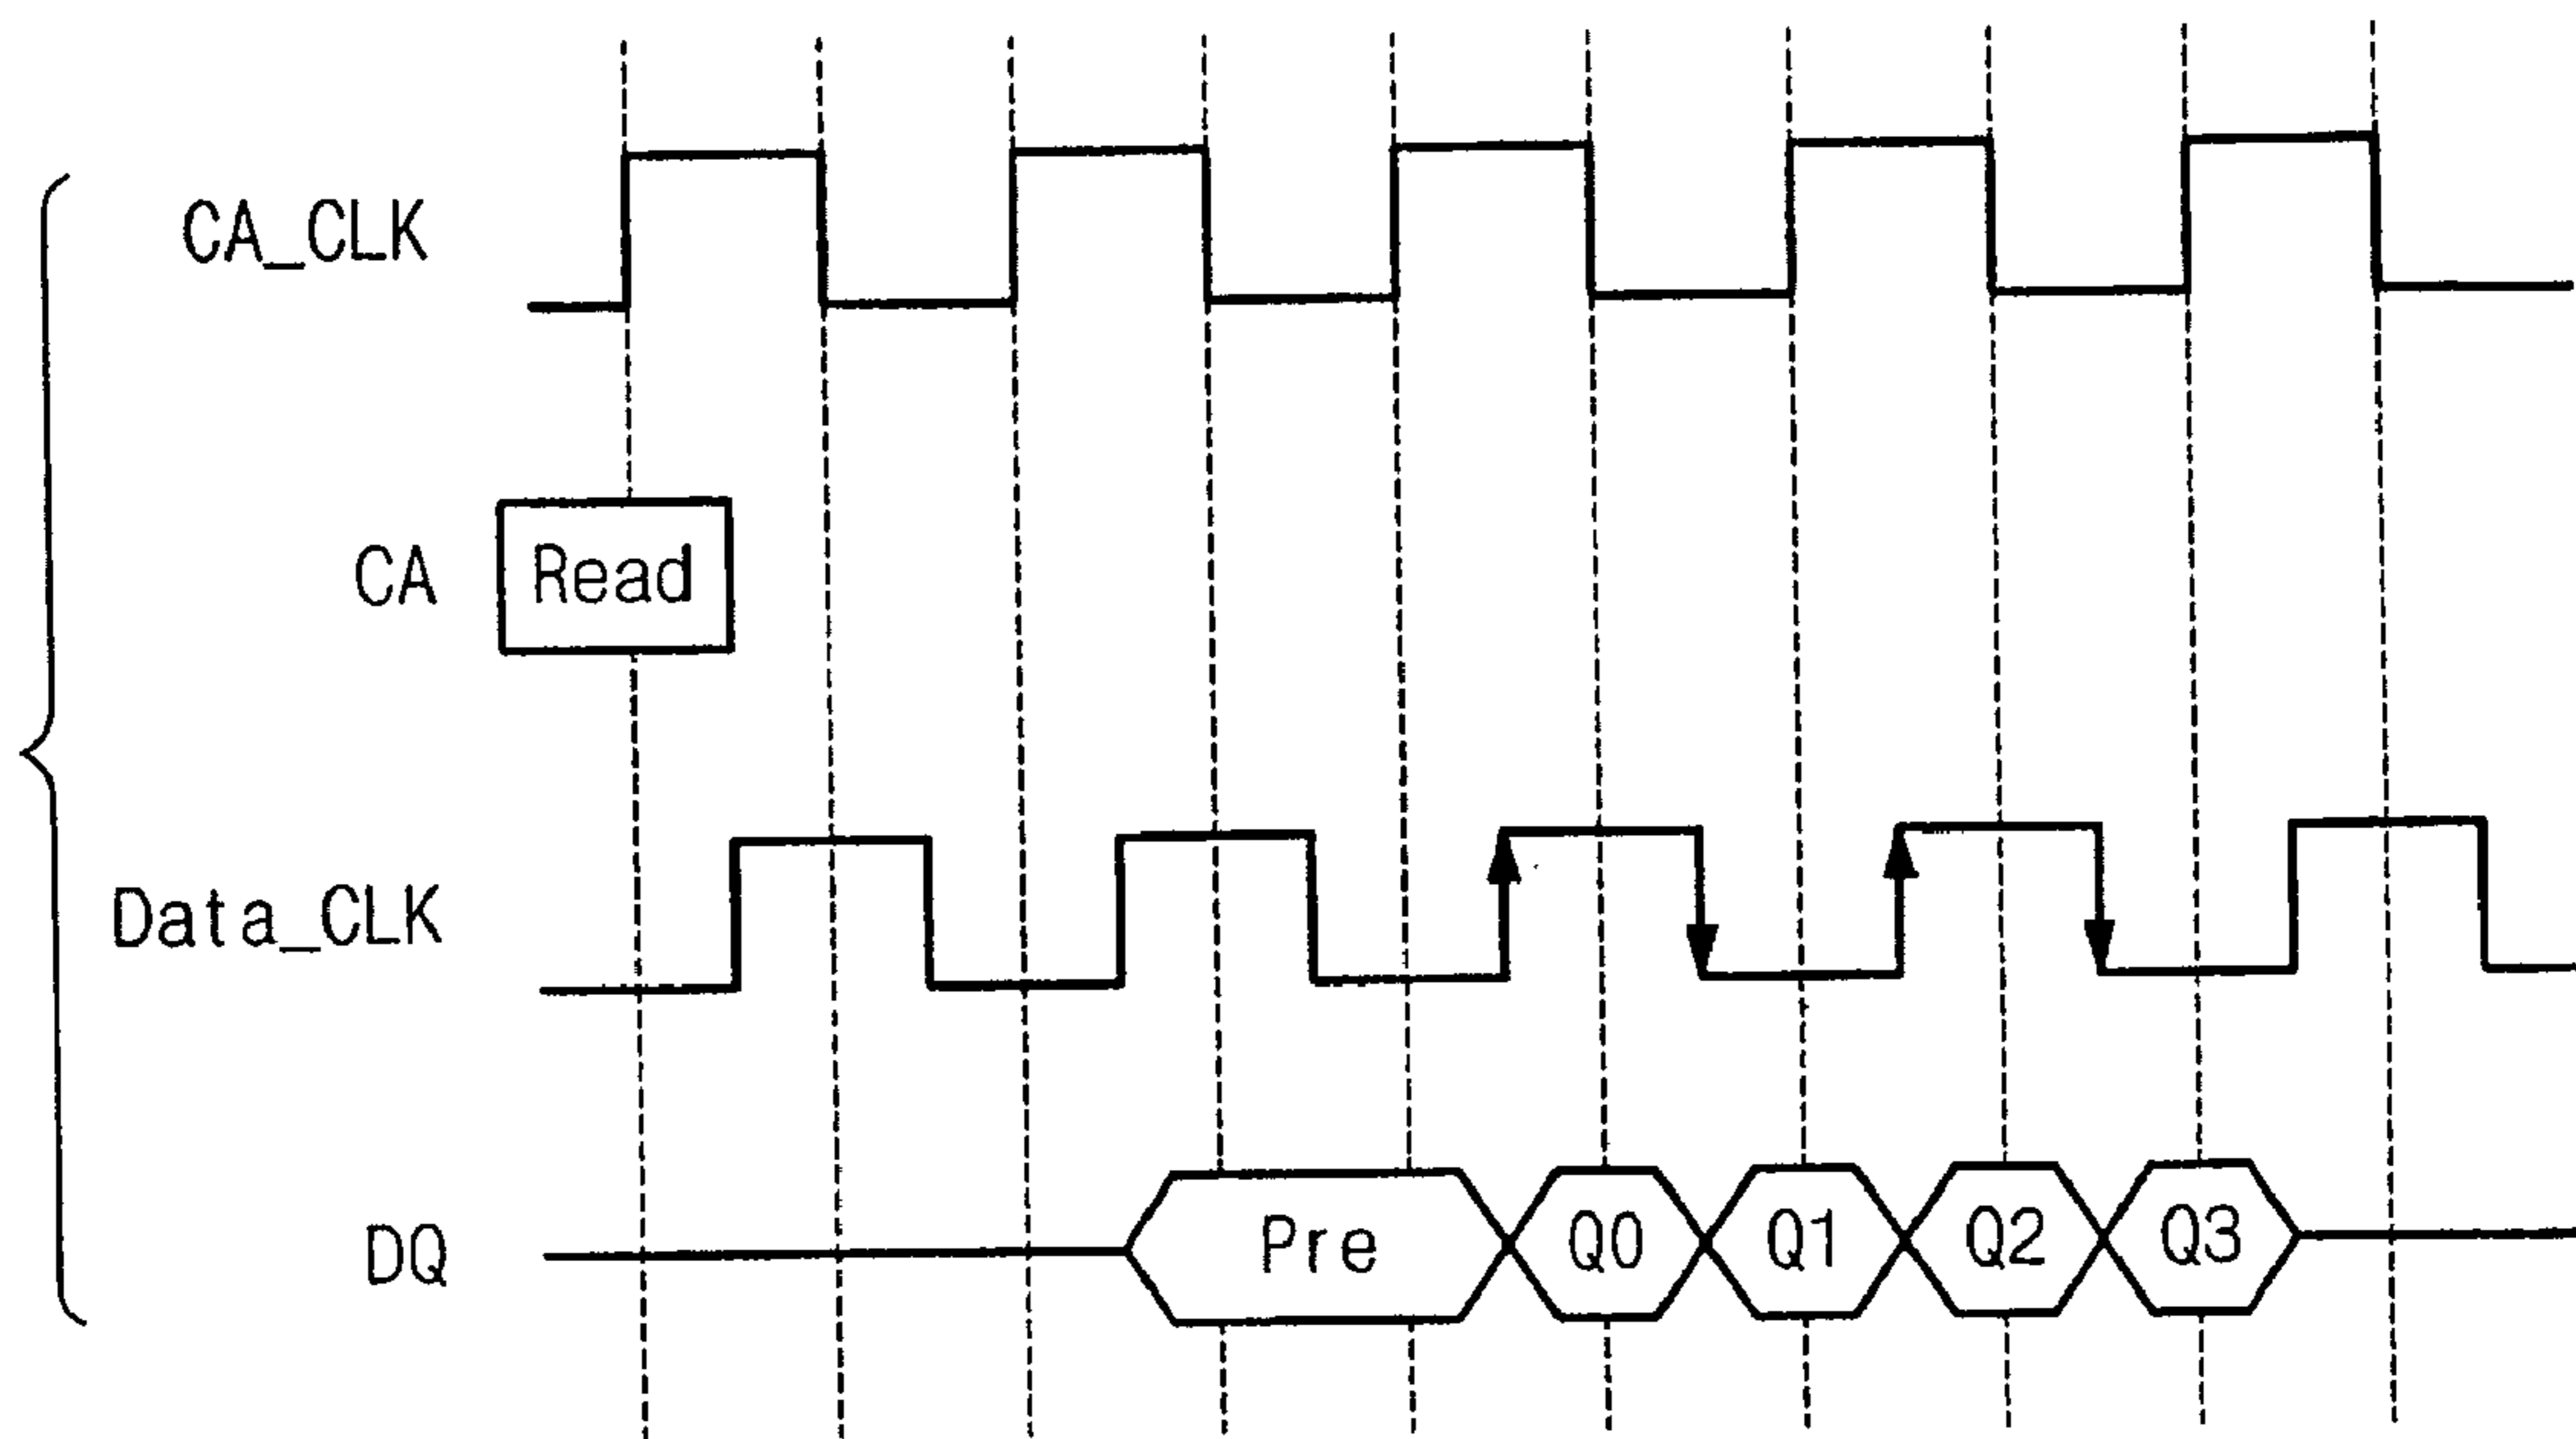 CA_CLK
CA
Read
Data_CLK
DQ
Pre
Q0
Q1
Q2
Q3